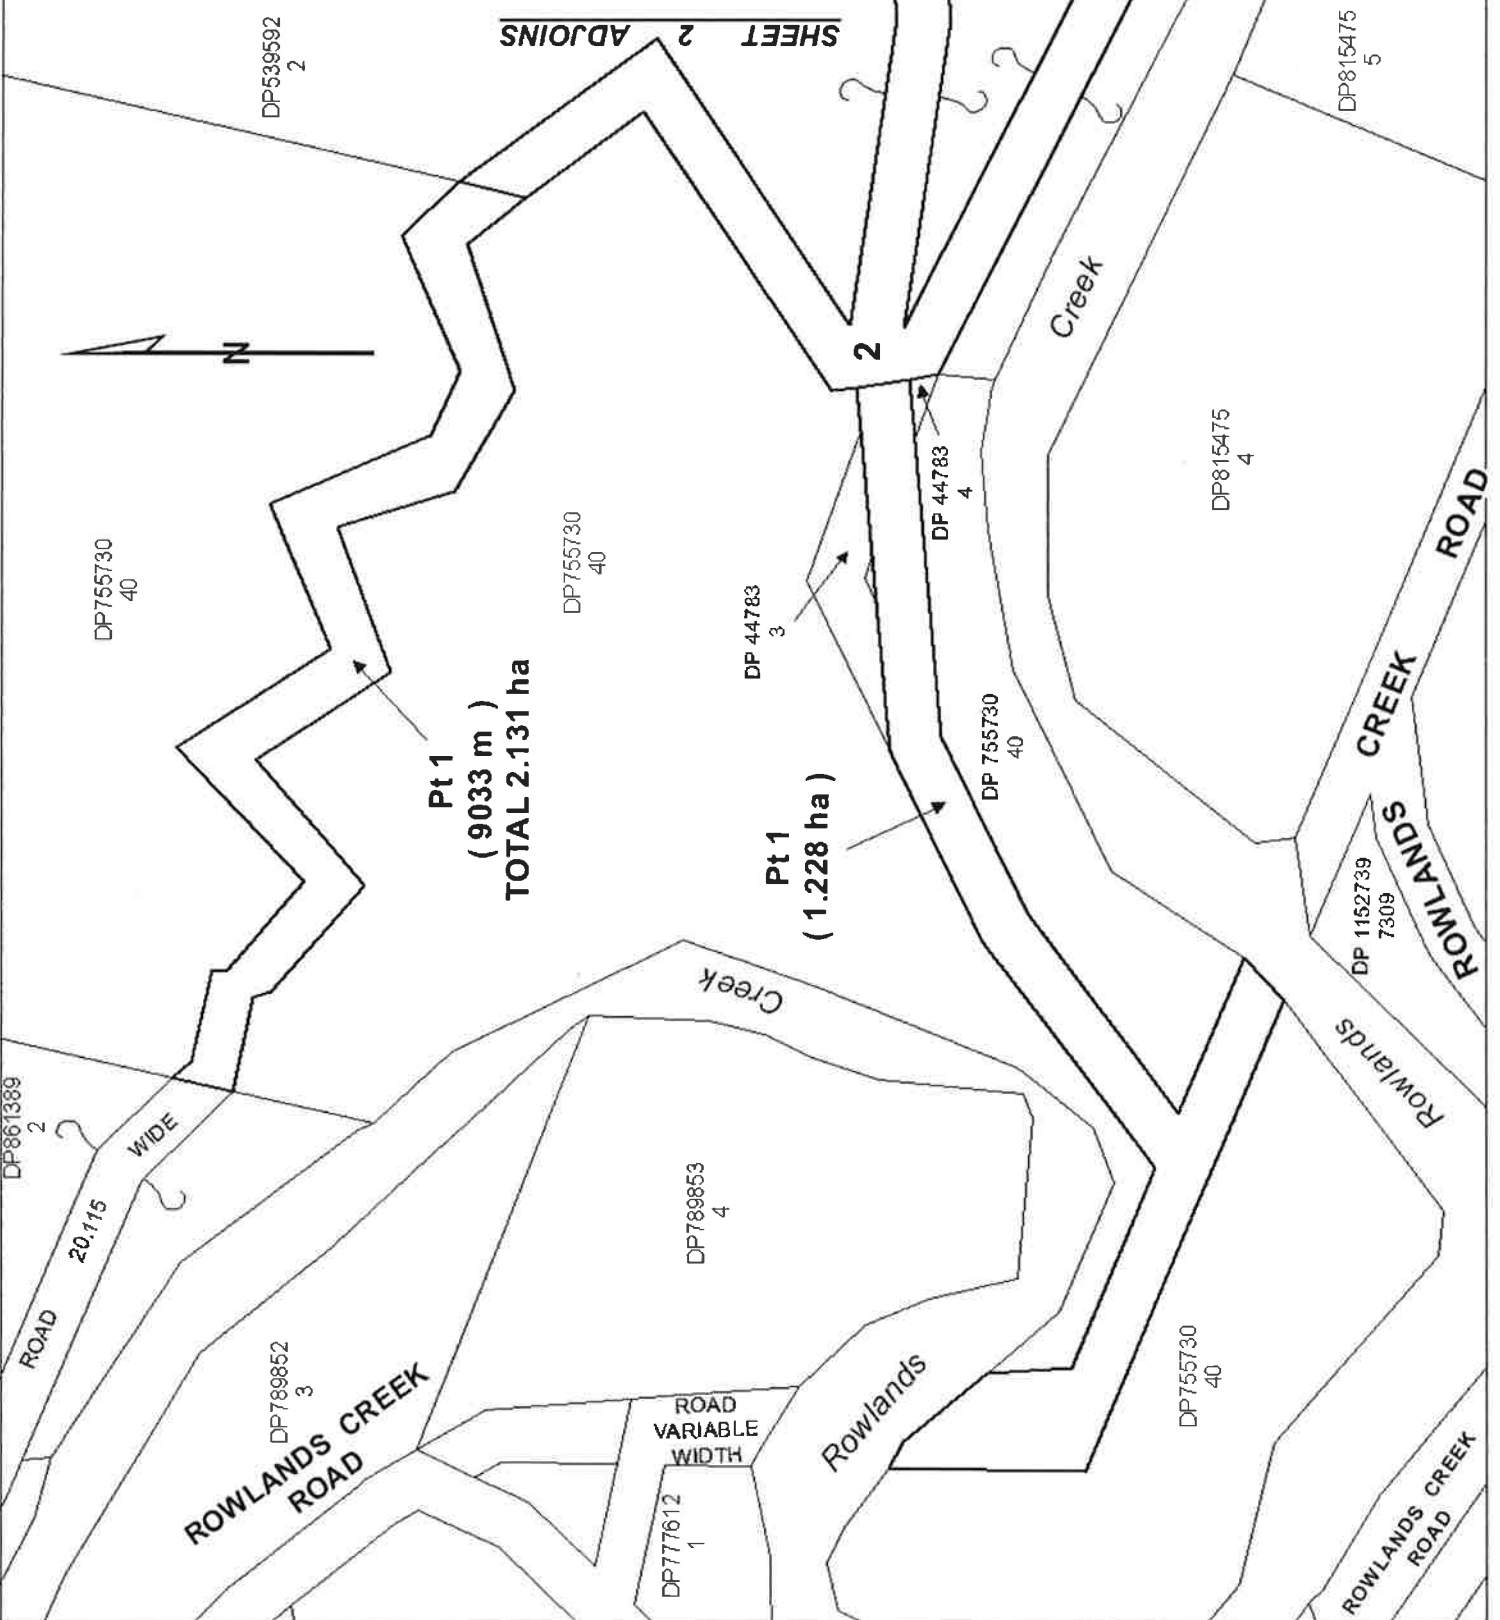 SHEET 2 ADJOINS
DP539592
2
DP815475
5
N
DP755730
40
DP755730
40
2
Creek
DP 44783
4
DP815475
4
DP 44783
3
ROAD
CREEK
ROWLANDS
Pt 1
( 9033 m )
TOTAL 2.131 ha
Pt 1
( 1.228 ha )
DP 755730
40
DP 1152739
7309
Creek
Rowlands
DP861389
2
WIDE
20.115
ROAD
DP789853
4
DP789852
3
ROWLANDS CREEK
ROAD
ROAD
VARIABLE
WIDTH
Rowlands
DP755730
40
DP777612
1
ROWLANDS CREEK
ROAD